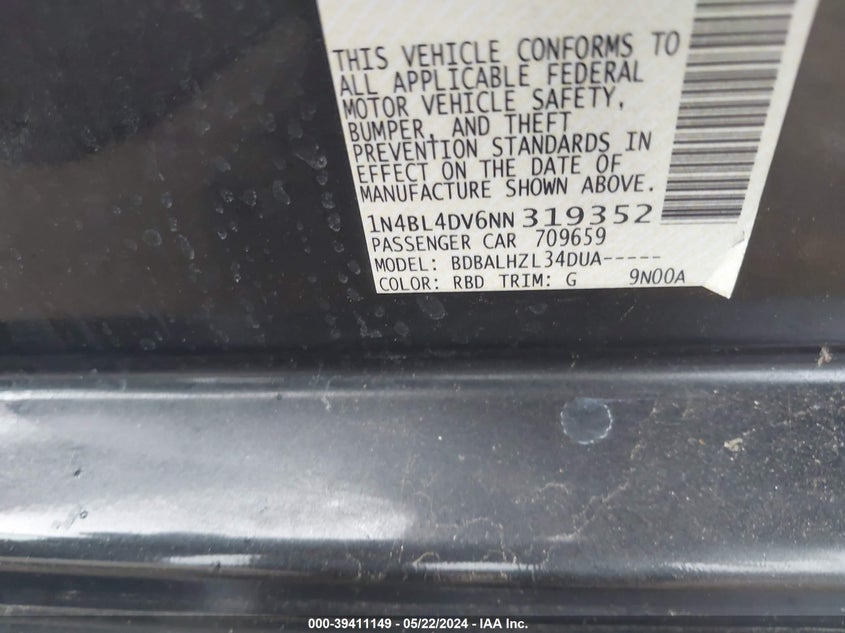 THIS VEHICLE CONFORMS TO
ALL APPLICABLE FEDERAL
MOTOR VEHICLE SAFETY,
BUMPER, AND THEFT
PREVENTION STANDARDS IN
EFFECT ON THE DATE OF
MANUFACTURE SHOWN ABOVE.
1N4BL4DV6NN 319352
PASSENGER CAR 709659
MODEL: BDBALHZL34DUA-----
COLOR: RBD TRIM: G 9N00A
000-39411149 - 05/22/2024 - IAA Inc.